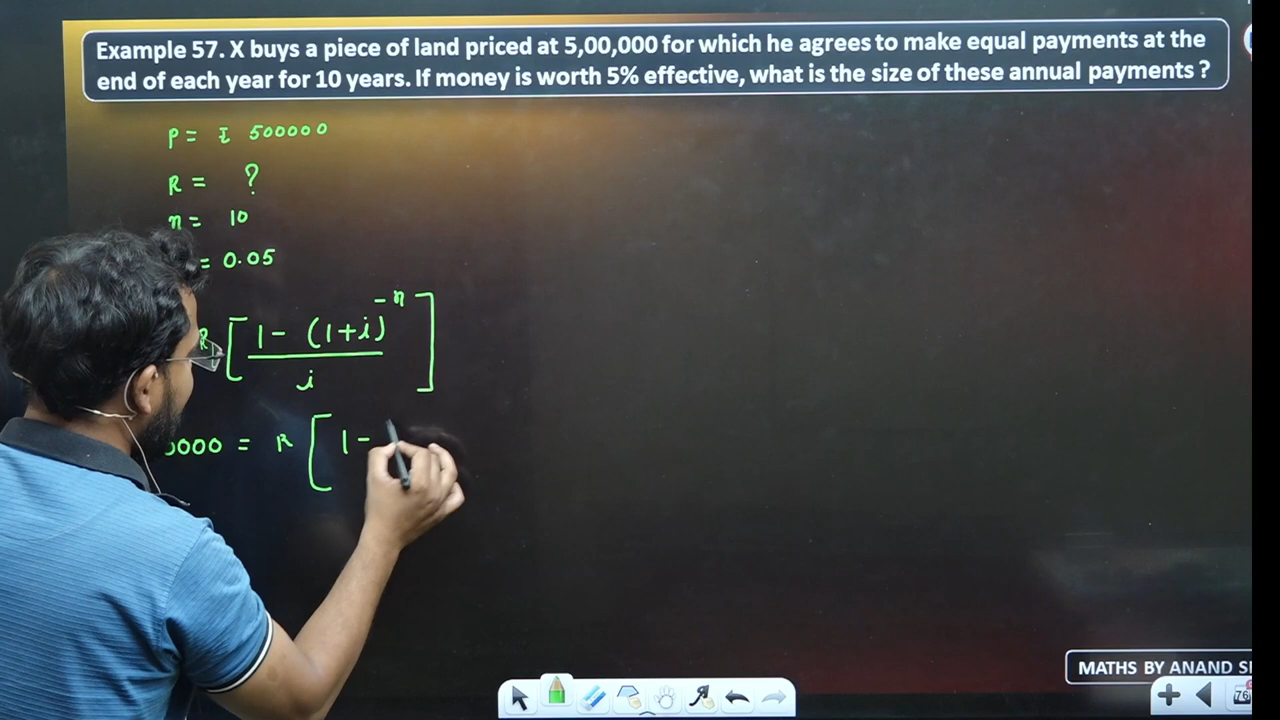 Example 57. X buys a piece of land priced at 5,00,000 for which he agrees to make equal payments at the
end of each year for 10 years. If money is worth 5% effective, what is the size of these annual payments ?
P = ₹ 500000
R = ?
n = 10
= 0.05
R [ 1 - (1+i)^-n / i ]
0000 = R [ 1 -
MATHS BY ANAND
76